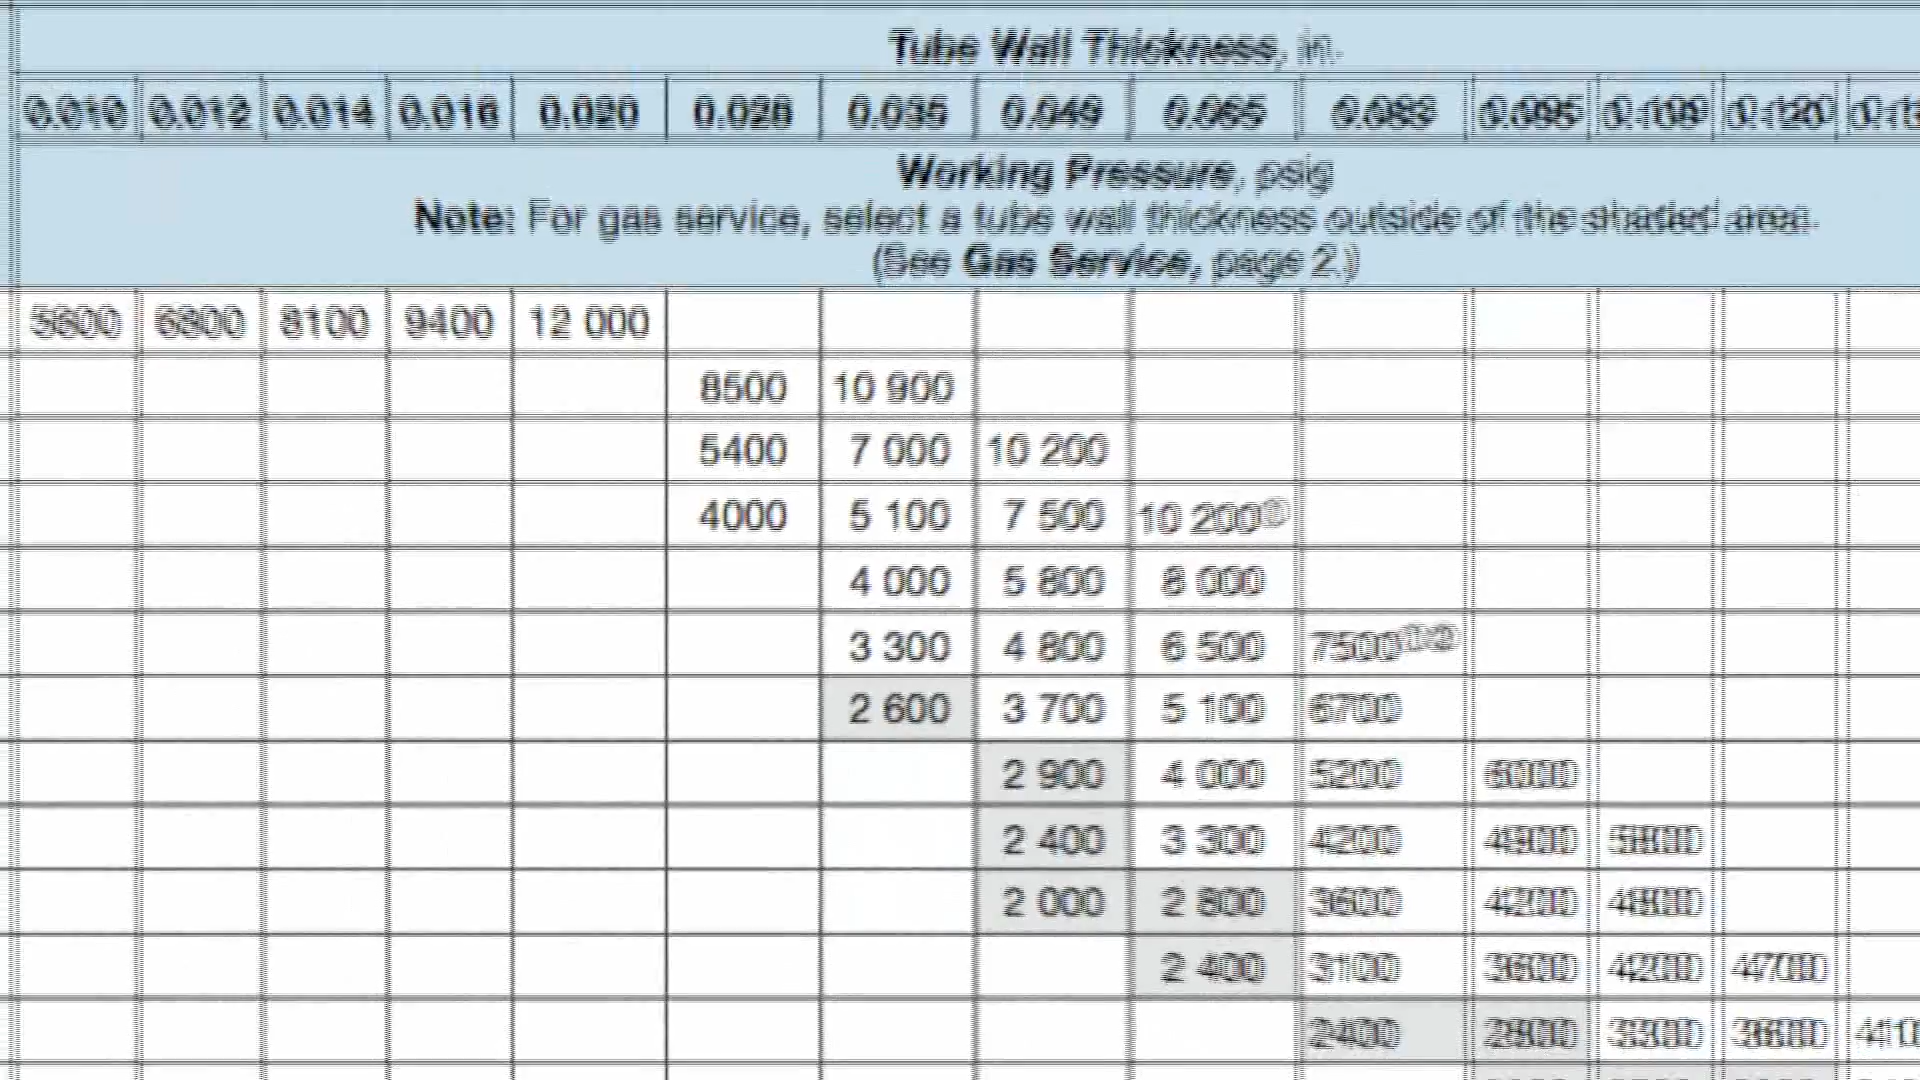 Tube Wall Thickness, in.
0.010 0.012 0.014 0.016 0.020 0.028 0.035 0.049 0.065 0.083 0.095 0.109 0.120
Working Pressure, psig
Note: For gas service, select a tube wall thickness outside of the shaded area.
(See Gas Service, page 2.)
5600 6800 8100 9400 12 000
8500 10 900
5400 7 000 10 200
4000 5 100 7 500 10 200
4 000 5 800 8 000
3 300 4 800 6 500 7500
2 600 3 700 5 100 6700
2 900 4 000 5200 6000
2 400 3 300 4200 4900 5800
2 000 2 800 3600 4200 4800
2 400 3100 3600 4200 4700
2400 2800 3300 3600